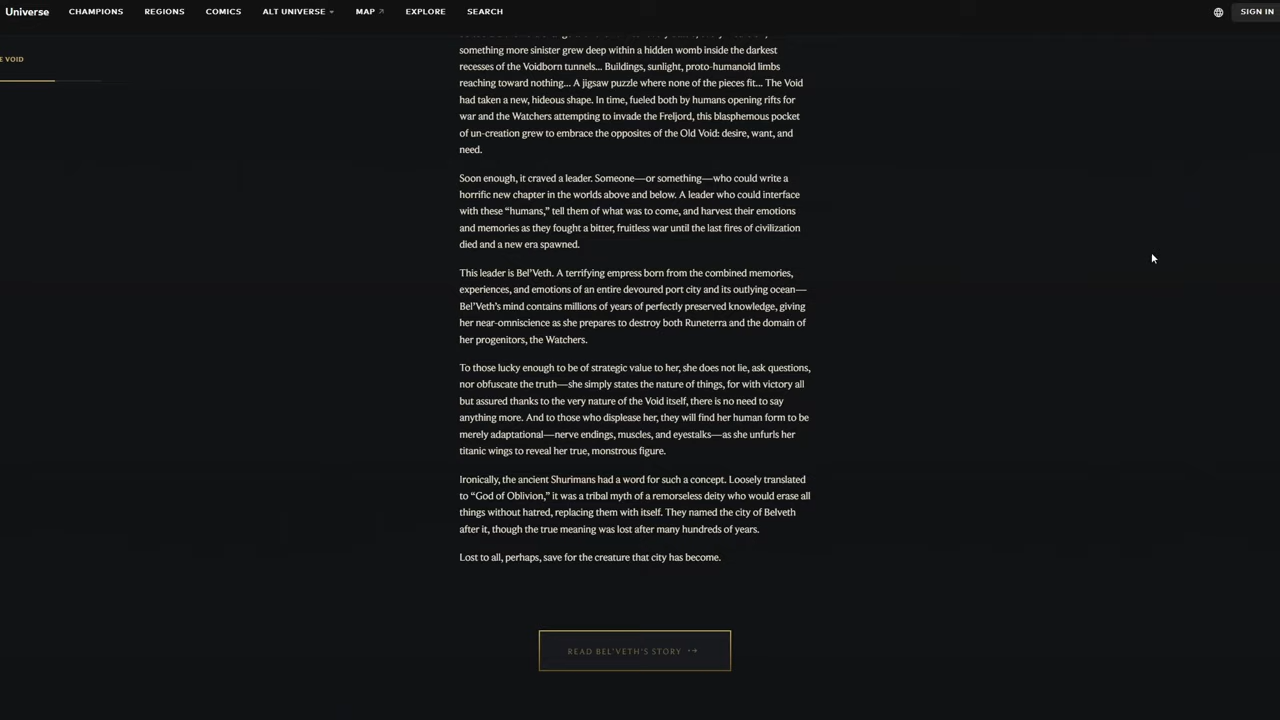 Universe CHAMPIONS REGIONS COMICS ALT UNIVERSE MAP EXPLORE SEARCH SIGN IN
E VOID
something more sinister grew deep within a hidden womb inside the darkest
recesses of the Voidborn tunnels... Buildings, sunlight, proto-humanoid limbs
reaching toward nothing... A jigsaw puzzle where none of the pieces fit... The Void
had taken a new, hideous shape. In time, fueled both by humans opening rifts for
war and the Watchers attempting to invade the Freljord, this blasphemous pocket
of un-creation grew to embrace the opposites of the Old Void: desire, want, and
need.
Soon enough, it craved a leader. Someone—or something—who could write a
horrific new chapter in the worlds above and below. A leader who could interface
with these “humans,” tell them of what was to come, and harvest their emotions
and memories as they fought a bitter, fruitless war until the last fires of civilization
died and a new era spawned.
This leader is Bel’Veth. A terrifying empress born from the combined memories,
experiences, and emotions of an entire devoured port city and its outlying ocean—
Bel’Veth’s mind contains millions of years of perfectly preserved knowledge, giving
her near-omniscience as she prepares to destroy both Runeterra and the domain of
her progenitors, the Watchers.
To those lucky enough to be of strategic value to her, she does not lie, ask questions,
nor obfuscate the truth—she simply states the nature of things, for with victory all
but assured thanks to the very nature of the Void itself, there is no need to say
anything more. And to those who displease her, they will find her human form to be
merely adaptational—nerve endings, muscles, and eyestalks—as she unfurls her
titanic wings to reveal her true, monstrous figure.
Ironically, the ancient Shurimans had a word for such a concept. Loosely translated
to “God of Oblivion,” it was a tribal myth of a remorseless deity who would erase all
things without hatred, replacing them with itself. They named the city of Belveth
after it, though the true meaning was lost after many hundreds of years.
Lost to all, perhaps, save for the creature that city has become.
READ BEL’VETH’S STORY